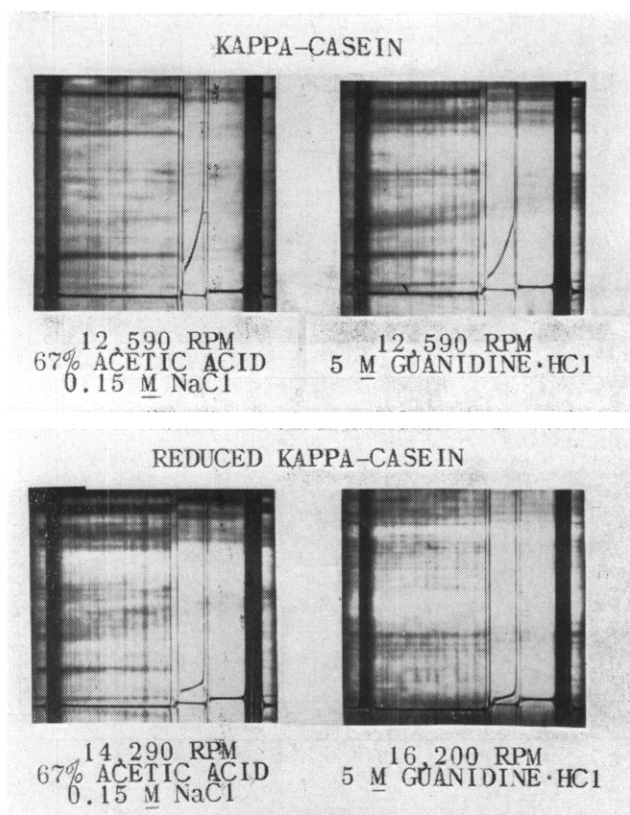 KAPPA-CASEIN
12,590 RPM
67% ACETIC ACID
0.15 M NaCl
12,590 RPM
5 M GUANIDINE·HCl
REDUCED KAPPA-CASEIN
14,290 RPM
67% ACETIC ACID
0.15 M NaCl
16,200 RPM
5 M GUANIDINE·HCl